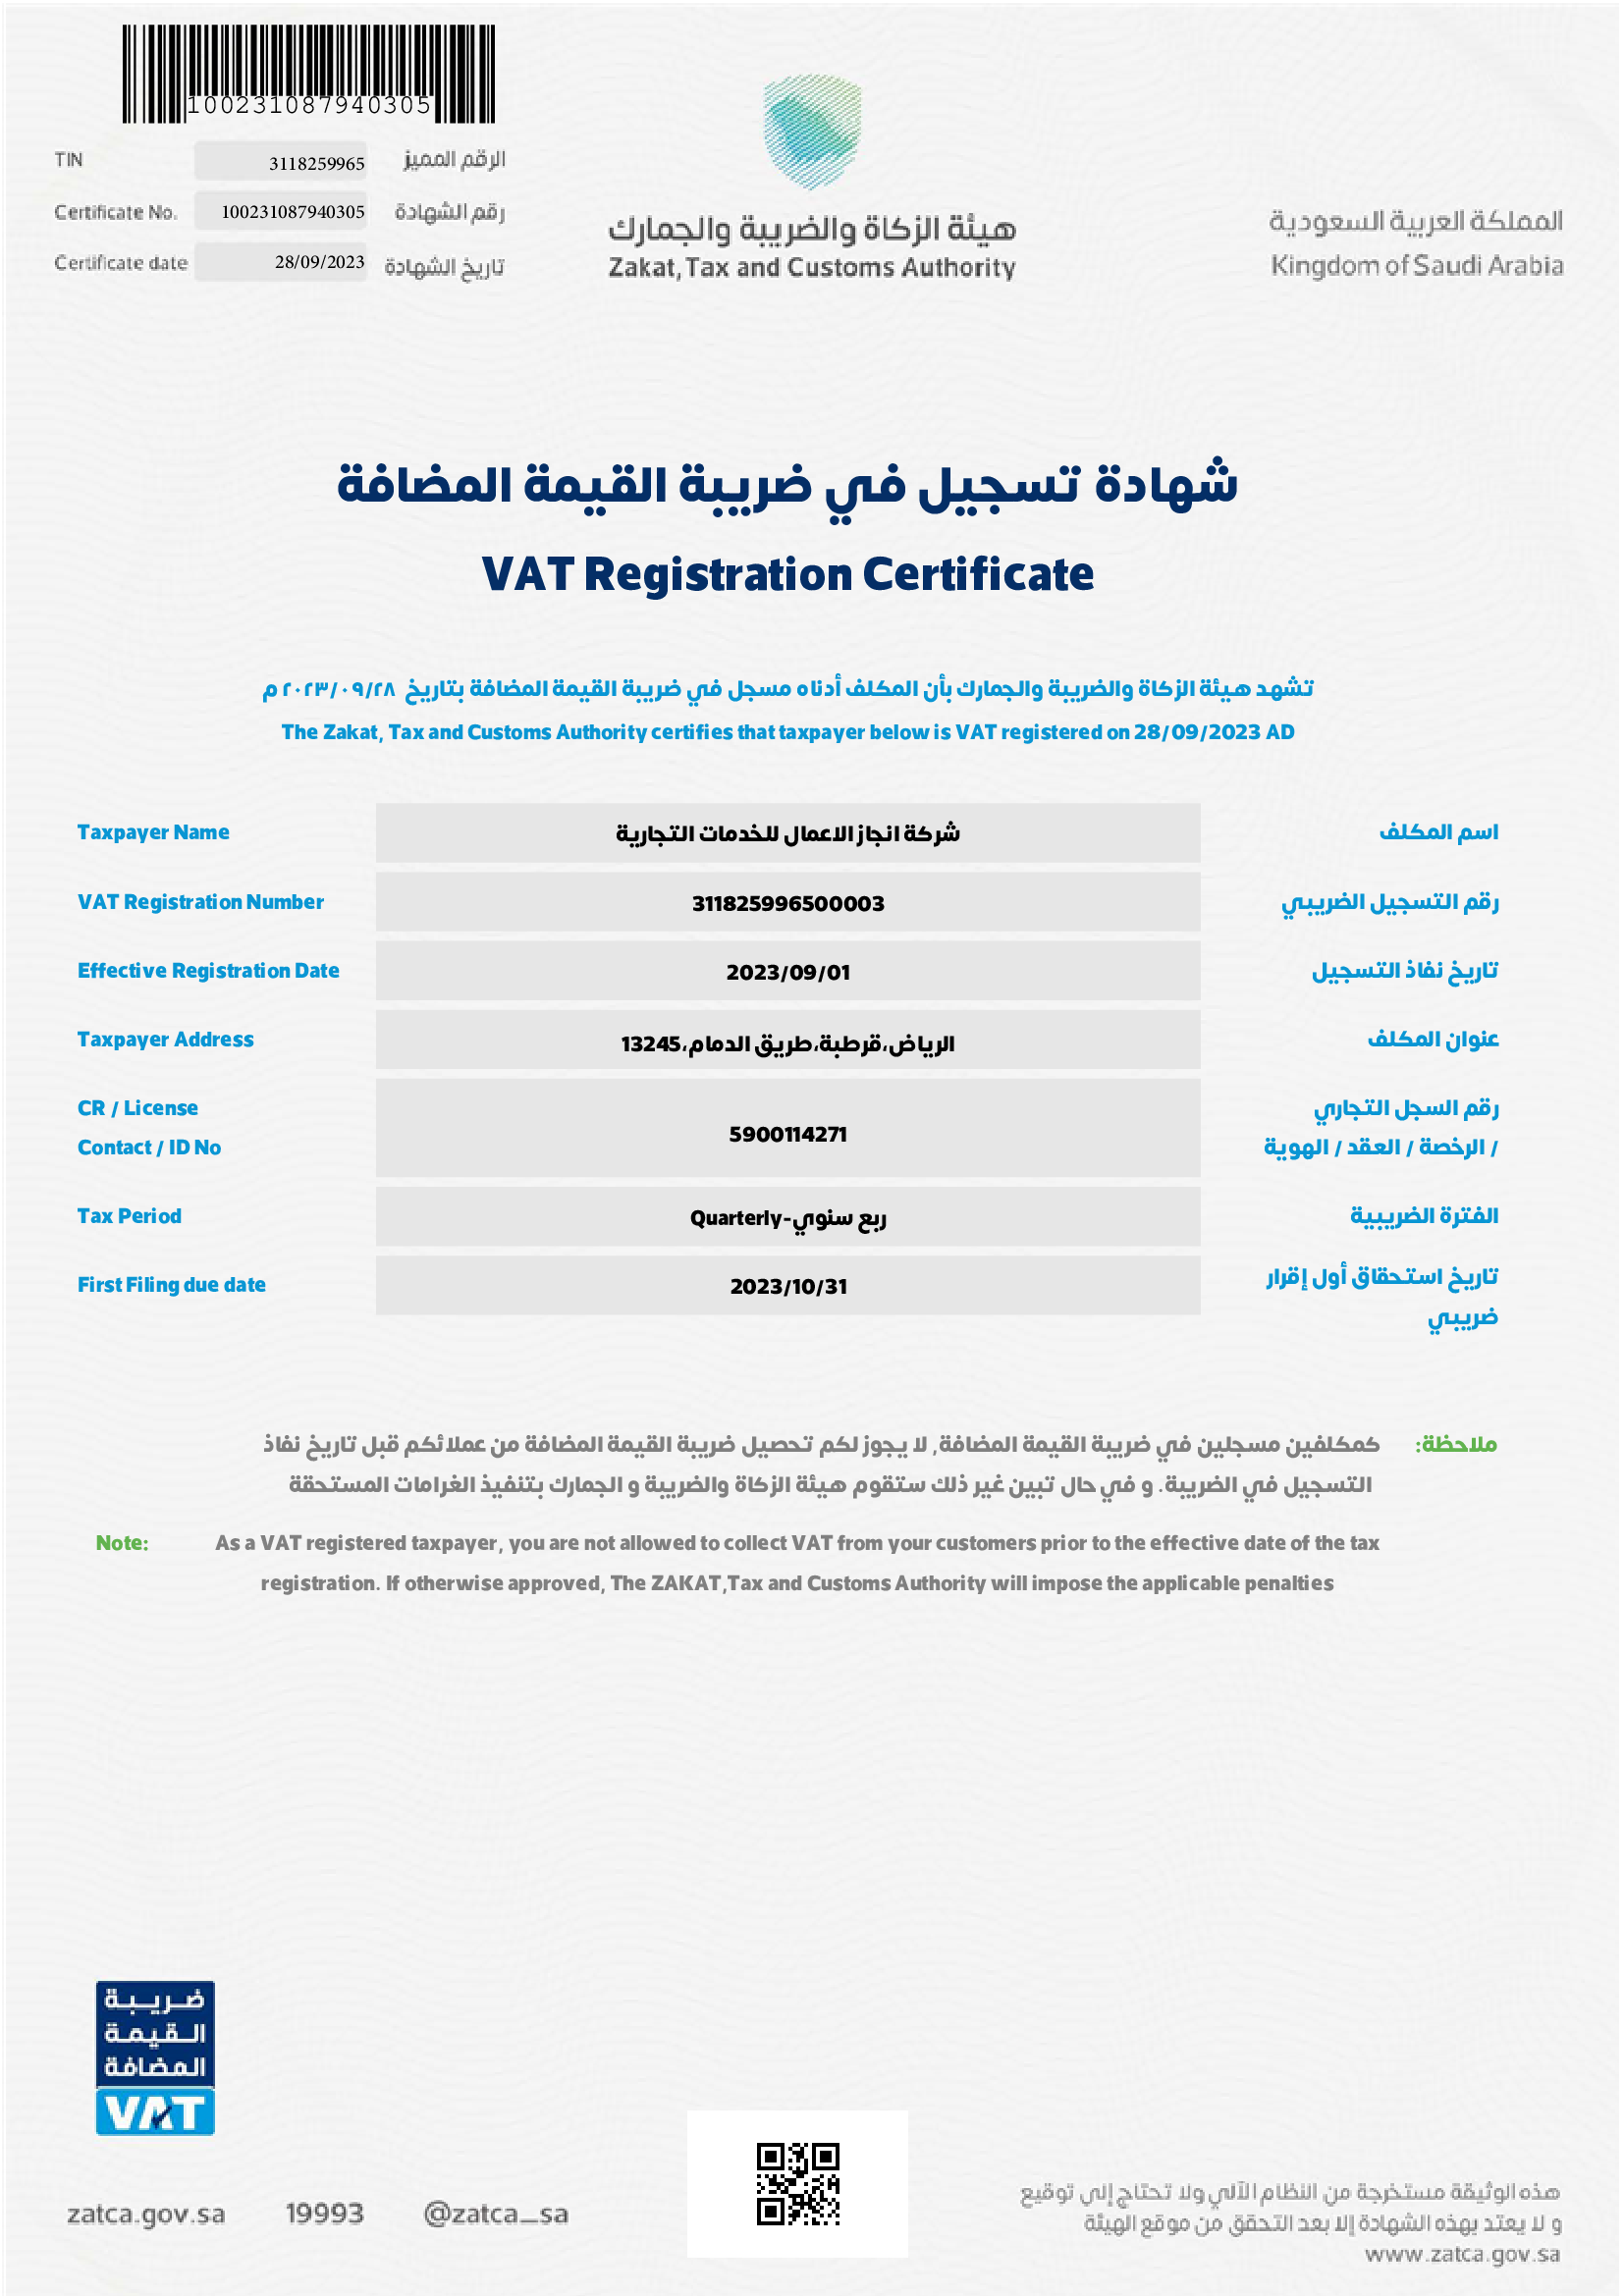 100231087940305
TIN 3118259965 الرقم المميز
Certificate No. 100231087940305 رقم الشهادة
Certificate date 28/09/2023 تاريخ الشهادة
هيئة الزكاة والضريبة والجمارك
Zakat, Tax and Customs Authority
المملكة العربية السعودية
Kingdom of Saudi Arabia
شهادة تسجيل في ضريبة القيمة المضافة
VAT Registration Certificate
تشهد هيئة الزكاة والضريبة والجمارك بأن المكلف أدناه مسجل في ضريبة القيمة المضافة بتاريخ ٢٠٢٣/٠٩/٢٨ م
The Zakat, Tax and Customs Authority certifies that taxpayer below is VAT registered on 28/09/2023 AD
Taxpayer Name شركة انجاز الاعمال للخدمات التجارية اسم المكلف
VAT Registration Number 311825996500003 رقم التسجيل الضريبي
Effective Registration Date 2023/09/01 تاريخ نفاذ التسجيل
Taxpayer Address الرياض،قرطبة،طريق الدمام،13245 عنوان المكلف
CR / License رقم السجل التجاري
5900114271
Contact / ID No / الرخصة / العقد / الهوية
Tax Period ربع سنوي-Quarterly الفترة الضريبية
First Filing due date 2023/10/31 تاريخ استحقاق أول إقرار
ضريبي
ملاحظة: كمكلفين مسجلين في ضريبة القيمة المضافة, لا يجوز لكم تحصيل ضريبة القيمة المضافة من عملائكم قبل تاريخ نفاذ
التسجيل في الضريبة. و في حال تبين غير ذلك ستقوم هيئة الزكاة والضريبة و الجمارك بتنفيذ الغرامات المستحقة
Note: As a VAT registered taxpayer, you are not allowed to collect VAT from your customers prior to the effective date of the tax
registration. If otherwise approved, The ZAKAT,Tax and Customs Authority will impose the applicable penalties
ضريبة
القيمة
المضافة
VAT
zatca.gov.sa 19993 @zatca_sa
هذه الوثيقة مستخرجة من النظام الآلي ولا تحتاج إلى توقيع
و لا يعتد بهذه الشهادة إلا بعد التحقق من موقع الهيئة
www.zatca.gov.sa